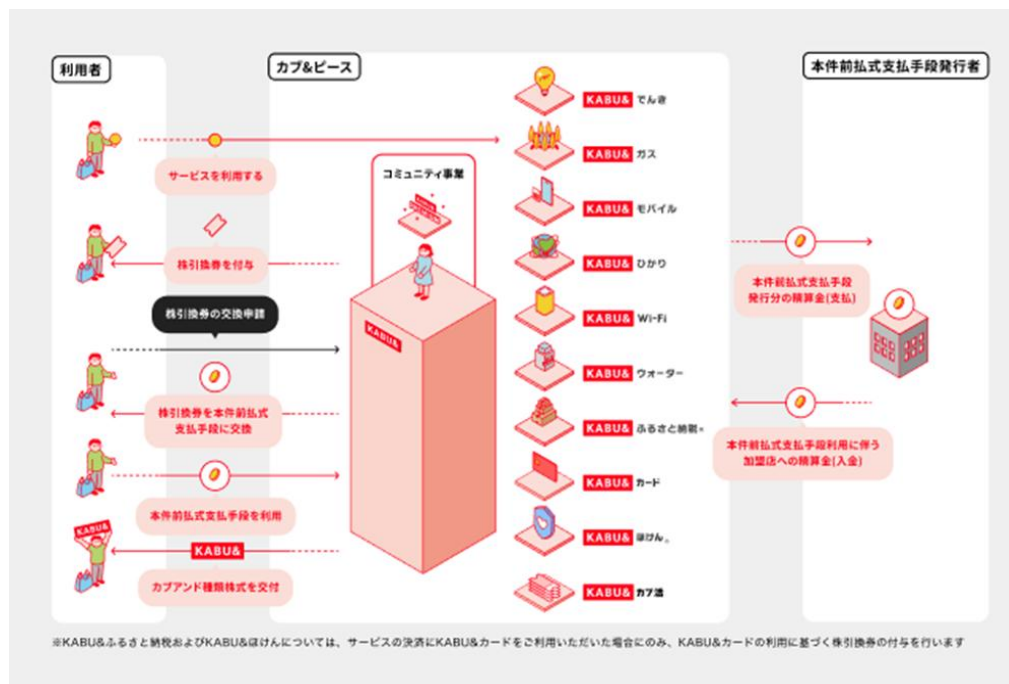 利用者
カブ&ピース
本件前払式支払手段発行者
サービスを利用する
株引換券を付与
株引換券の交換申請
株引換券を本件前払式
支払手段に交換
本件前払式支払手段を利用
KABU&
KABU&
カブアンド種類株式を交付
コミュニティ事業
KABU&
KABU& でんき
KABU& ガス
KABU& モバイル
KABU& ひかり
KABU& Wi-Fi
KABU& ウォーター
KABU& ふるさと納税※
KABU& カード
KABU& ほけん※
KABU&
本件前払式支払手段
発行分の精算金(支払)
本件前払式支払手段利用に伴う
加盟店への精算金(入金)
※KABU&ふるさと納税およびKABU&ほけんについては、サービスの決済にKABU&カードをご利用いただいた場合にのみ、KABU&カードの利用に基づく株引換券の付与を行います